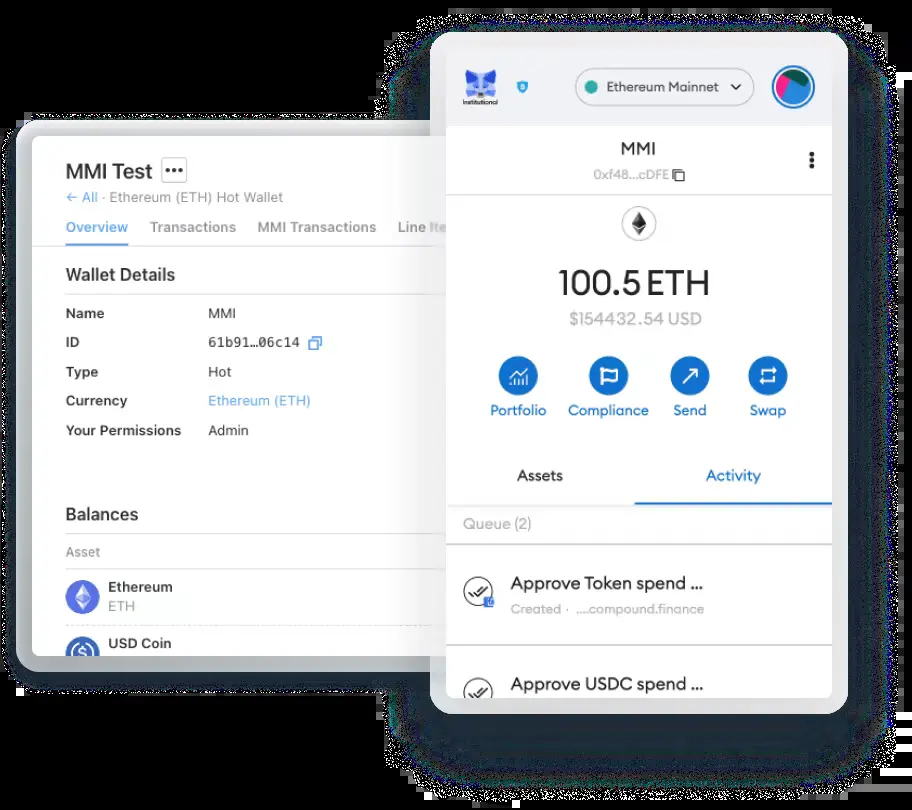 MMI Test
← All · Ethereum (ETH) Hot Wallet
Overview Transactions MMI Transactions Line Ite
Wallet Details
Name MMI
ID 61b91…06c14
Type Hot
Currency Ethereum (ETH)
Your Permissions Admin
Balances
Asset
Ethereum
ETH
USD Coin
Institutional
Ethereum Mainnet
MMI
0xf48...cDFE
100.5 ETH
$154432.54 USD
Portfolio Compliance Send Swap
Assets Activity
Queue (2)
Approve Token spend ...
Created · ....compound.finance
Approve USDC spend ...